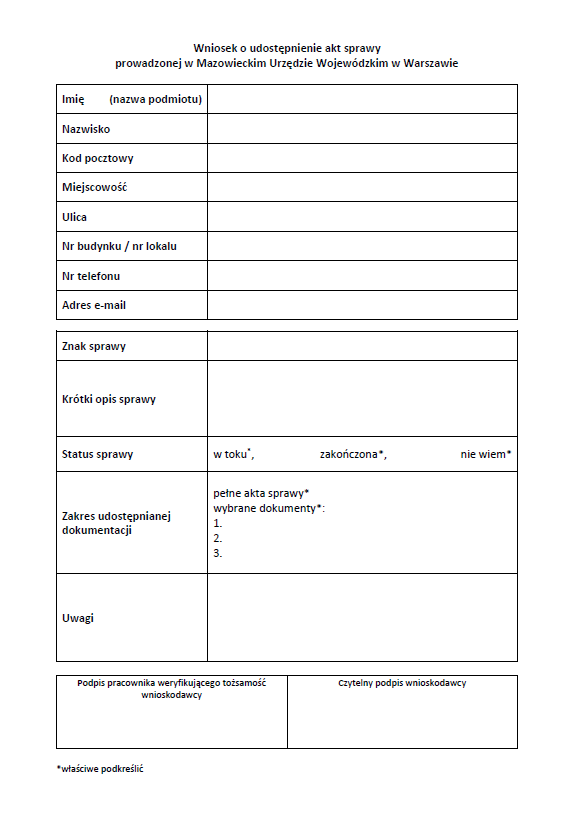 Wniosek o udostępnienie akt sprawy
prowadzonej w Mazowieckim Urzędzie Wojewódzkim w Warszawie
Imię (nazwa podmiotu)
Nazwisko
Kod pocztowy
Miejscowość
Ulica
Nr budynku / nr lokalu
Nr telefonu
Adres e-mail
Znak sprawy
Krótki opis sprawy
Status sprawy
w toku*, zakończona*, nie wiem*
Zakres udostępnianej
dokumentacji
pełne akta sprawy*
wybrane dokumenty*:
1.
2.
3.
Uwagi
Podpis pracownika weryfikującego tożsamość
wnioskodawcy
Czytelny podpis wnioskodawcy
*właściwe podkreślić